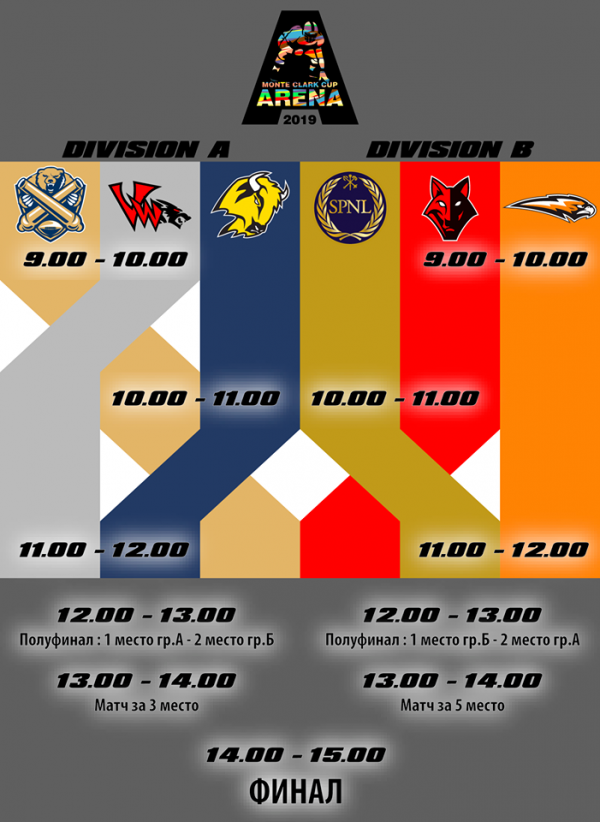 MONTE CLARK CUP
ARENA
2019
DIVISION A
DIVISION B
SPNL
9.00 - 10.00
9.00 - 10.00
10.00 - 11.00
10.00 - 11.00
11.00 - 12.00
11.00 - 12.00
12.00 - 13.00
Полуфинал : 1 место гр.А - 2 место гр.Б
12.00 - 13.00
Полуфинал : 1 место гр.Б - 2 место гр.А
13.00 - 14.00
Матч за 3 место
13.00 - 14.00
Матч за 5 место
14.00 - 15.00
ФИНАЛ